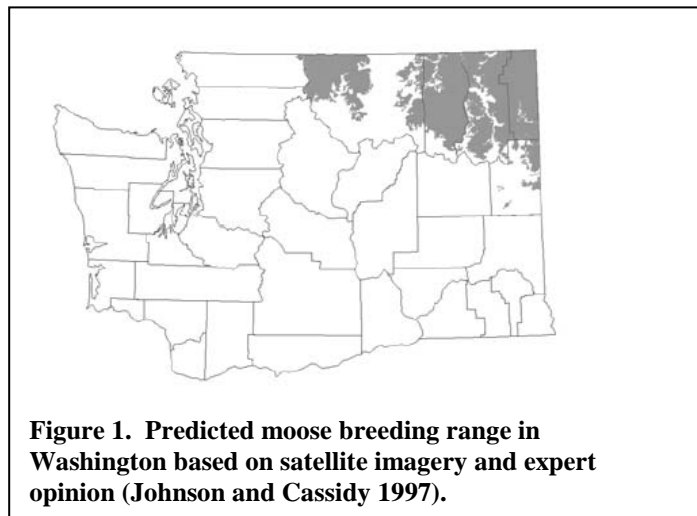 Figure 1.  Predicted moose breeding range in
Washington based on satellite imagery and expert
opinion (Johnson and Cassidy 1997).